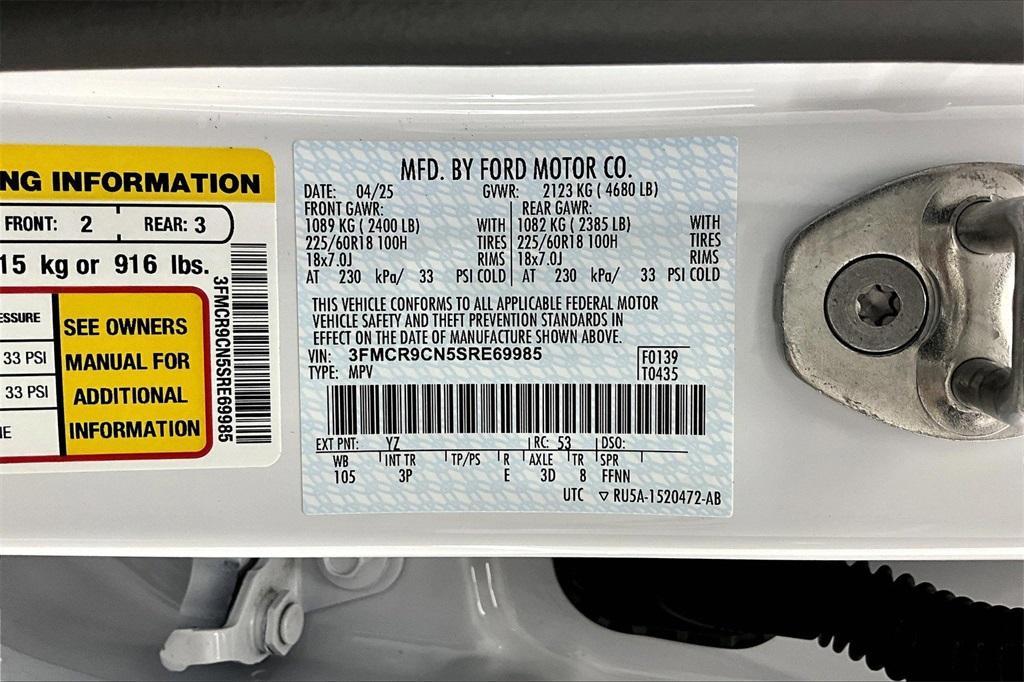 NG INFORMATION
FRONT: 2 REAR: 3
15 kg or 916 lbs.
ESSURE
33 PSI
33 PSI
SEE OWNERS
MANUAL FOR
ADDITIONAL
INFORMATION
3FMCR9CN5SRE69985
MFD. BY FORD MOTOR CO.
DATE: 04/25 GVWR: 2123 KG ( 4680 LB)
FRONT GAWR: REAR GAWR:
1089 KG ( 2400 LB) WITH 1082 KG ( 2385 LB) WITH
225/60R18 100H TIRES 225/60R18 100H TIRES
18x7.0J RIMS 18x7.0J RIMS
AT 230 kPa/ 33 PSI COLD AT 230 kPa/ 33 PSI COLD
THIS VEHICLE CONFORMS TO ALL APPLICABLE FEDERAL MOTOR
VEHICLE SAFETY AND THEFT PREVENTION STANDARDS IN
EFFECT ON THE DATE OF MANUFACTURE SHOWN ABOVE.
VIN: 3FMCR9CN5SRE69985 F0139
TYPE: MPV T0435
EXT PNT: YZ RC: 53 DSO:
WB INT TR TP/PS R AXLE TR SPR
105 3P E 3D 8 FFNN
UTC ▽ RU5A-1520472-AB